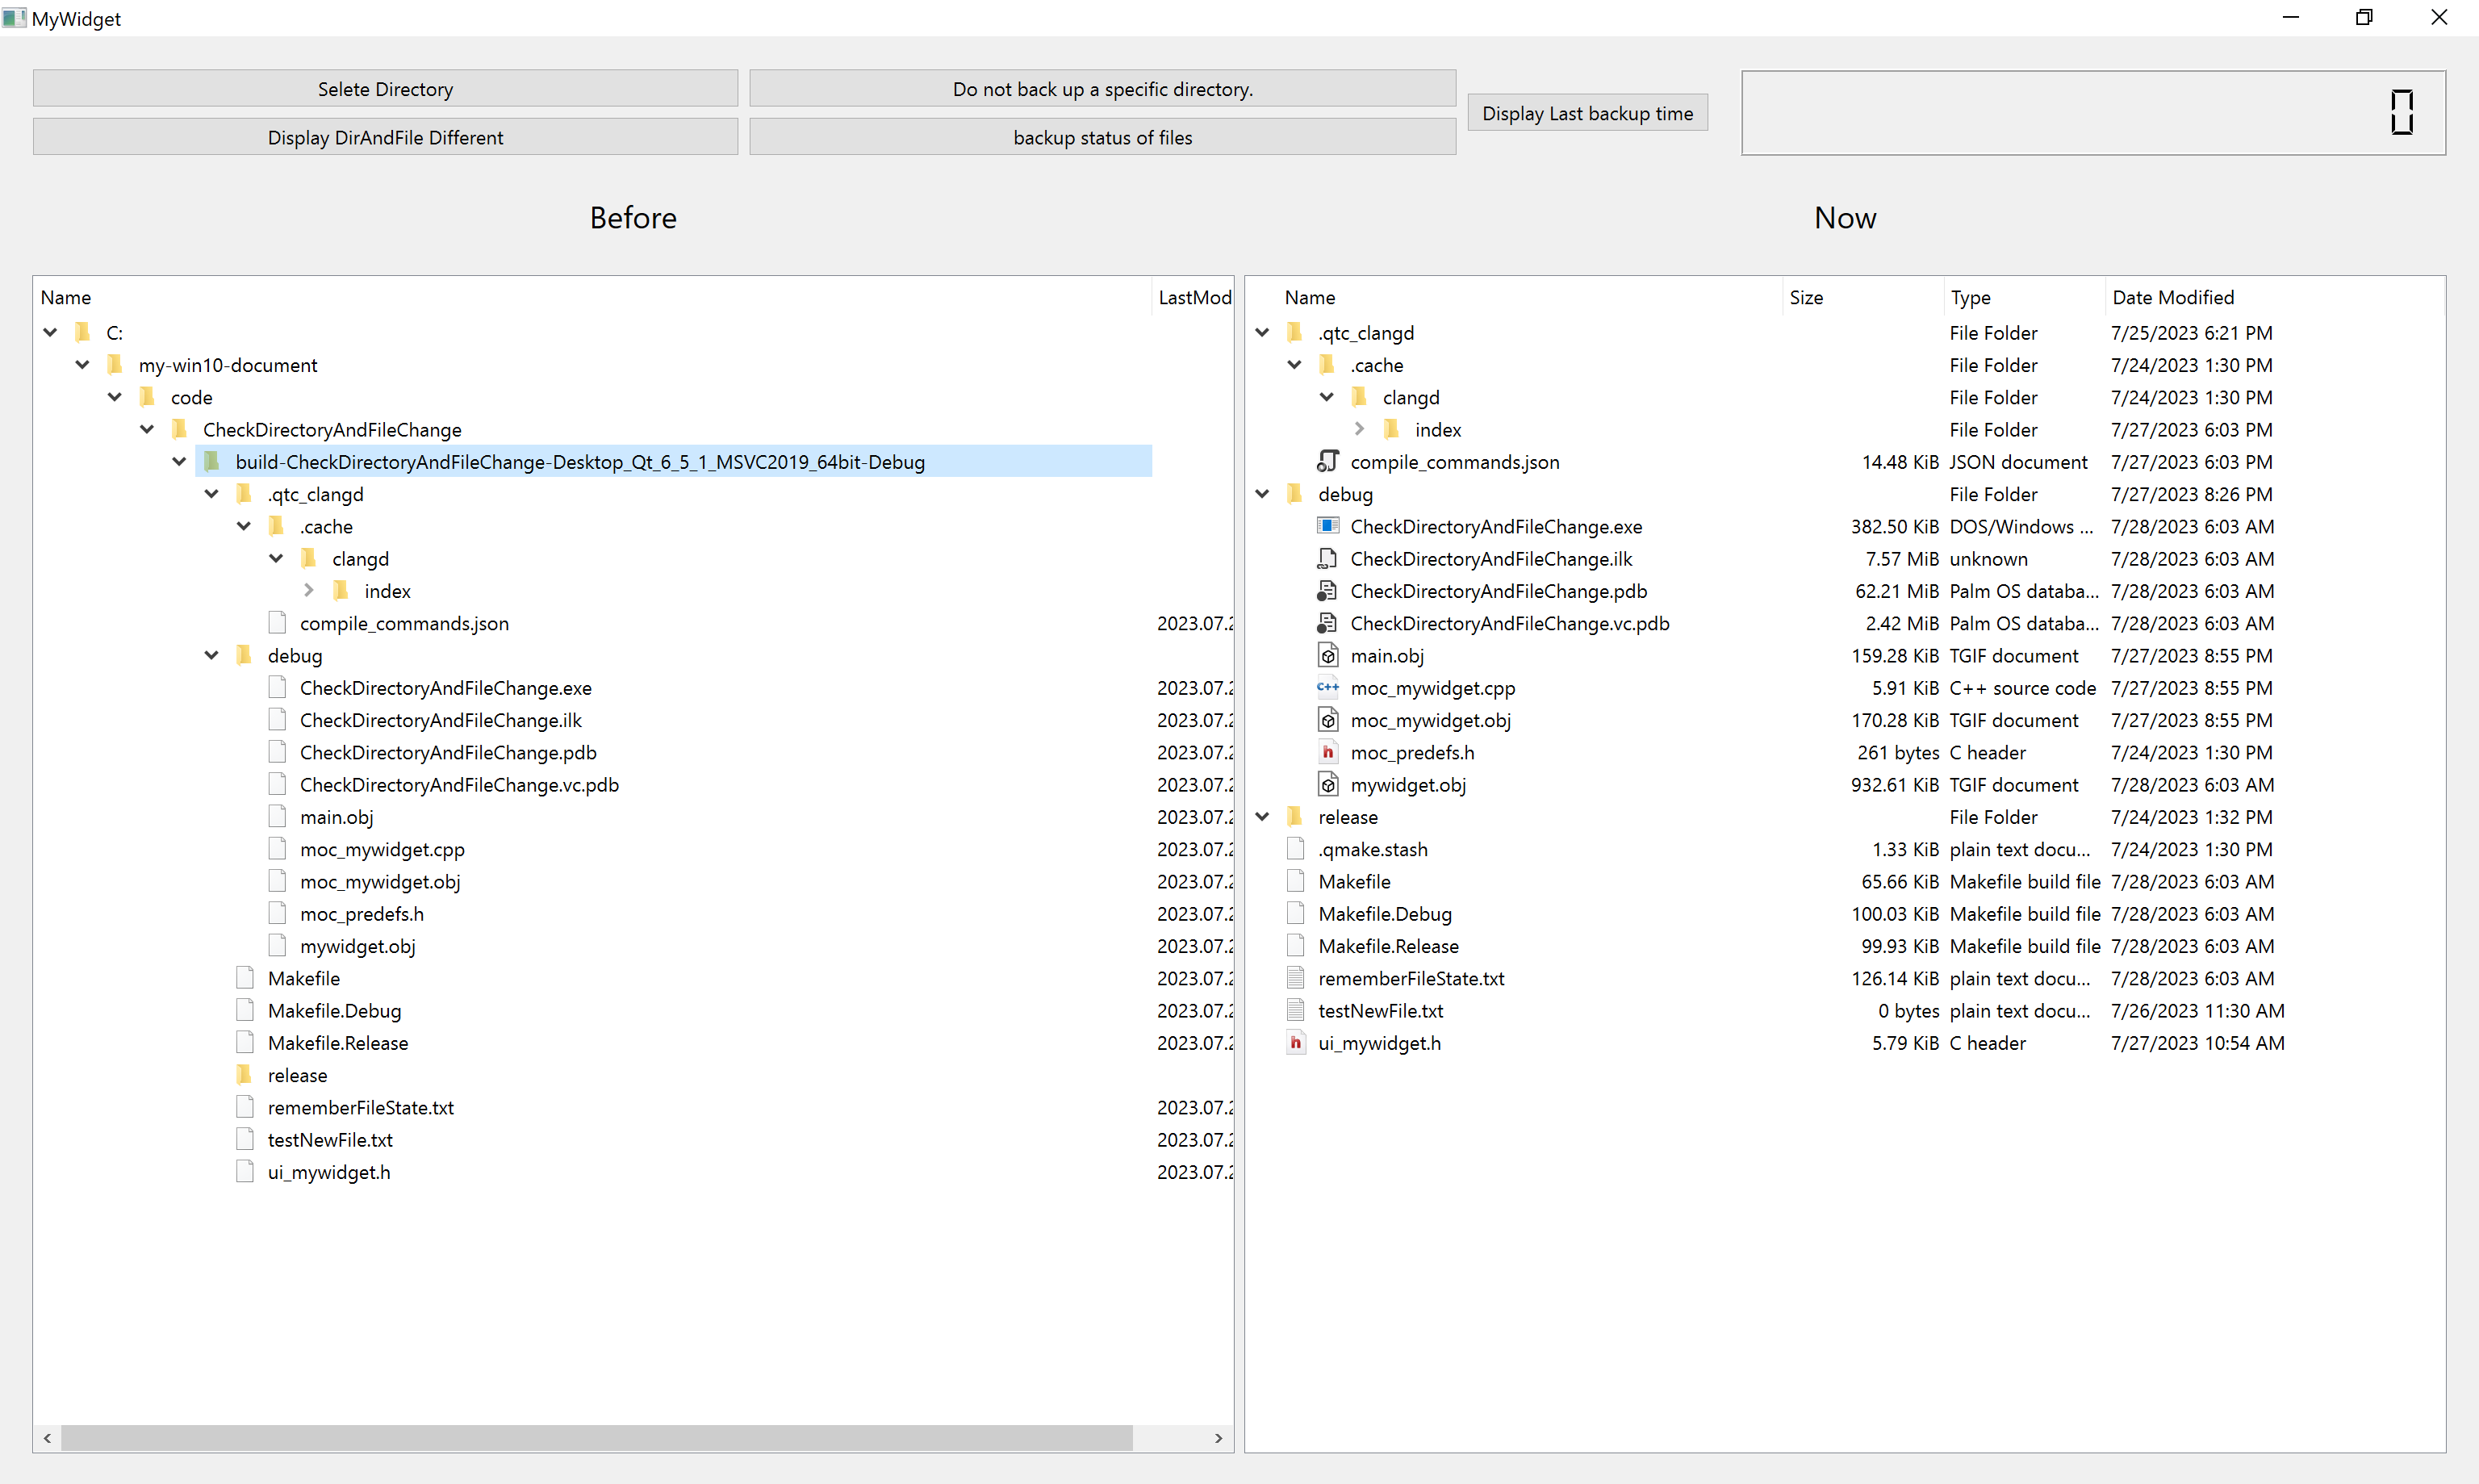 MyWidget
Selete Directory
Do not back up a specific directory.
Display DirAndFile Different
backup status of files
Display Last backup time
0
Before
Now
Name LastMod
C:
my-win10-document
code
CheckDirectoryAndFileChange
build-CheckDirectoryAndFileChange-Desktop_Qt_6_5_1_MSVC2019_64bit-Debug
.qtc_clangd
.cache
clangd
index
compile_commands.json 2023.07.2
debug
CheckDirectoryAndFileChange.exe 2023.07.2
CheckDirectoryAndFileChange.ilk 2023.07.2
CheckDirectoryAndFileChange.pdb 2023.07.2
CheckDirectoryAndFileChange.vc.pdb 2023.07.2
main.obj 2023.07.2
moc_mywidget.cpp 2023.07.2
moc_mywidget.obj 2023.07.2
moc_predefs.h 2023.07.2
mywidget.obj 2023.07.2
Makefile 2023.07.2
Makefile.Debug 2023.07.2
Makefile.Release 2023.07.2
release
rememberFileState.txt 2023.07.2
testNewFile.txt 2023.07.2
ui_mywidget.h 2023.07.2
Name Size Type Date Modified
.qtc_clangd File Folder 7/25/2023 6:21 PM
.cache File Folder 7/24/2023 1:30 PM
clangd File Folder 7/24/2023 1:30 PM
index File Folder 7/27/2023 6:03 PM
compile_commands.json 14.48 KiB JSON document 7/27/2023 6:03 PM
debug File Folder 7/27/2023 8:26 PM
CheckDirectoryAndFileChange.exe 382.50 KiB DOS/Windows ... 7/28/2023 6:03 AM
CheckDirectoryAndFileChange.ilk 7.57 MiB unknown 7/28/2023 6:03 AM
CheckDirectoryAndFileChange.pdb 62.21 MiB Palm OS databa... 7/28/2023 6:03 AM
CheckDirectoryAndFileChange.vc.pdb 2.42 MiB Palm OS databa... 7/28/2023 6:03 AM
main.obj 159.28 KiB TGIF document 7/27/2023 8:55 PM
moc_mywidget.cpp 5.91 KiB C++ source code 7/27/2023 8:55 PM
moc_mywidget.obj 170.28 KiB TGIF document 7/27/2023 8:55 PM
moc_predefs.h 261 bytes C header 7/24/2023 1:30 PM
mywidget.obj 932.61 KiB TGIF document 7/28/2023 6:03 AM
release File Folder 7/24/2023 1:32 PM
.qmake.stash 1.33 KiB plain text docu... 7/24/2023 1:30 PM
Makefile 65.66 KiB Makefile build file 7/28/2023 6:03 AM
Makefile.Debug 100.03 KiB Makefile build file 7/28/2023 6:03 AM
Makefile.Release 99.93 KiB Makefile build file 7/28/2023 6:03 AM
rememberFileState.txt 126.14 KiB plain text docu... 7/28/2023 6:03 AM
testNewFile.txt 0 bytes plain text docu... 7/26/2023 11:30 AM
ui_mywidget.h 5.79 KiB C header 7/27/2023 10:54 AM